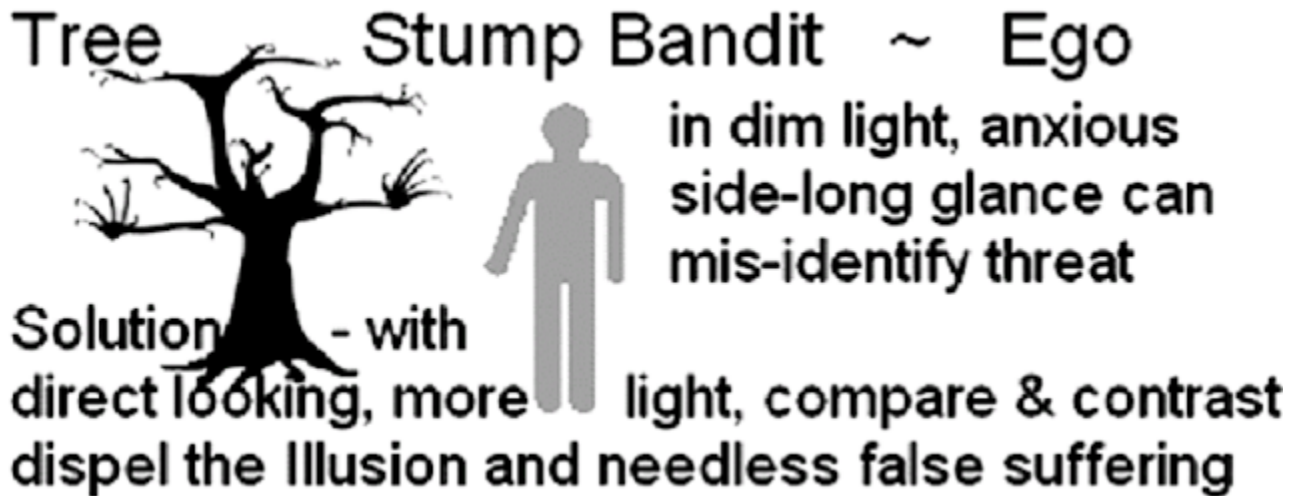 Tree Stump Bandit ~ Ego
in dim light, anxious
side-long glance can
mis-identify threat
Solution - with
direct looking, more light, compare & contrast
dispel the Illusion and needless false suffering